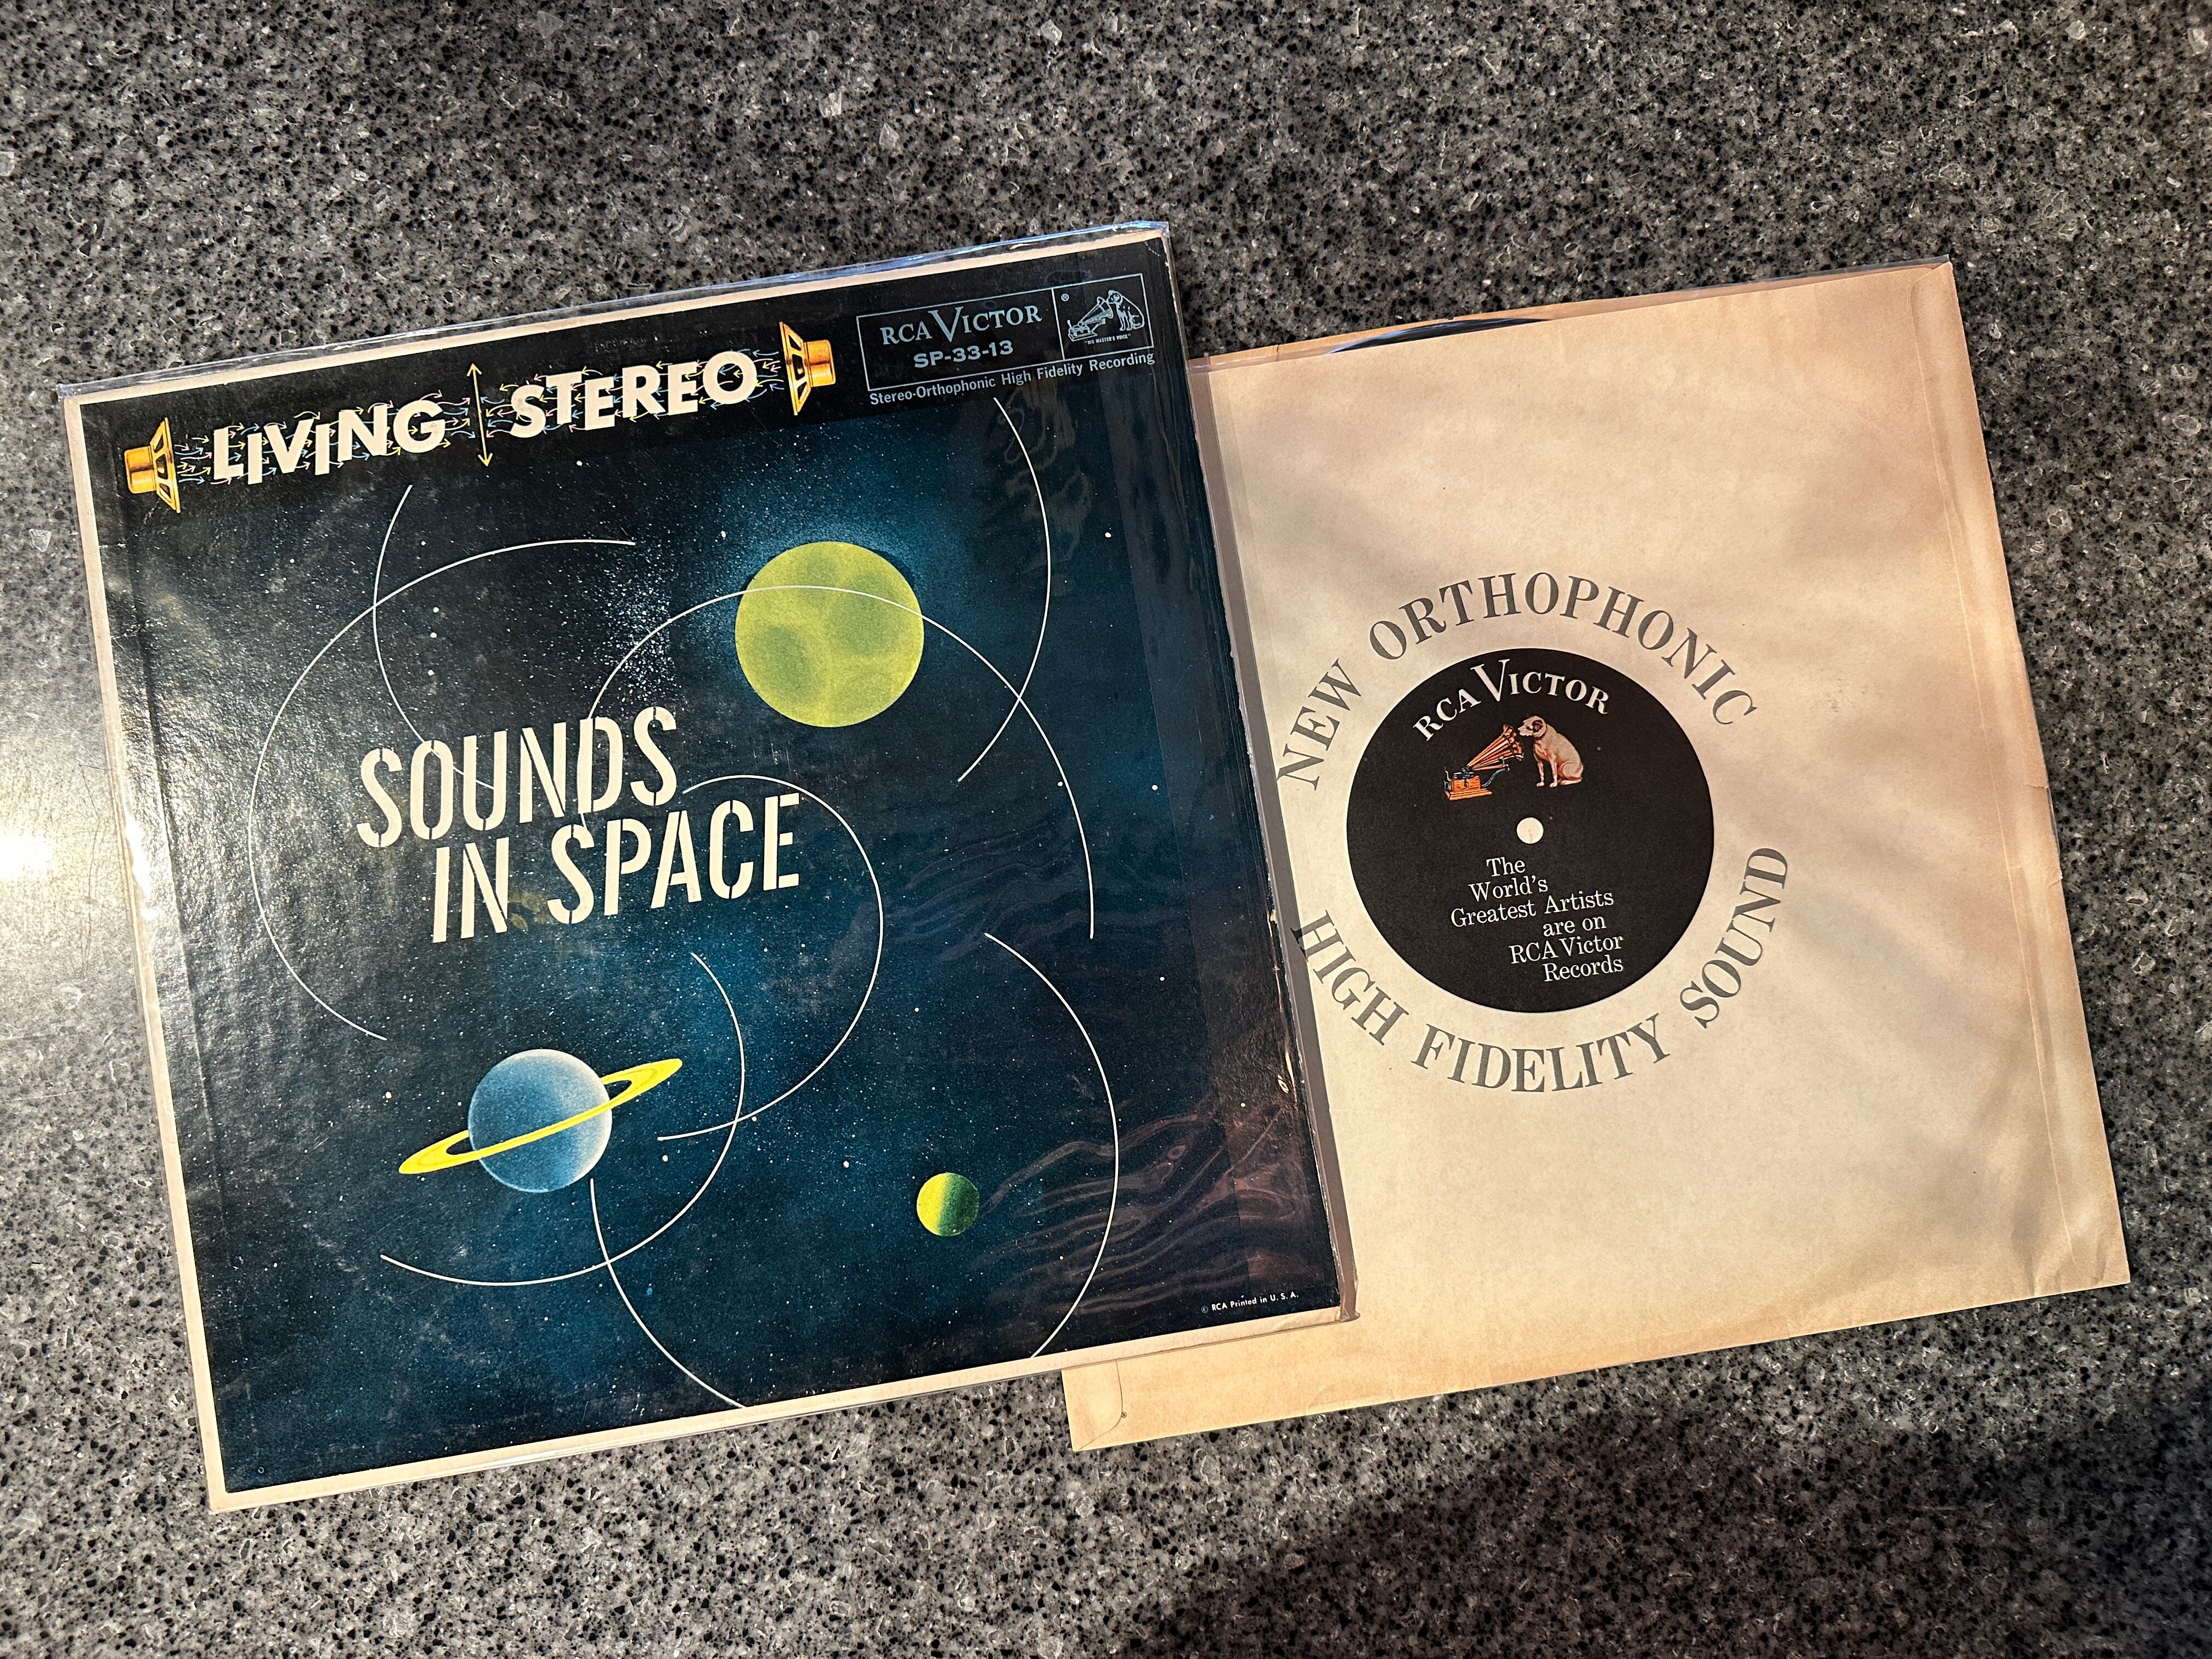 LIVING STEREO
RCA VICTOR
SP-33-13
®
"HIS MASTER'S VOICE"
Stereo-Orthophonic High Fidelity Recording
SOUNDS
IN SPACE
© RCA Printed in U. S. A.
NEW ORTHOPHONIC
RCA VICTOR
The
World's
Greatest Artists
are on
RCA Victor
Records
HIGH FIDELITY SOUND